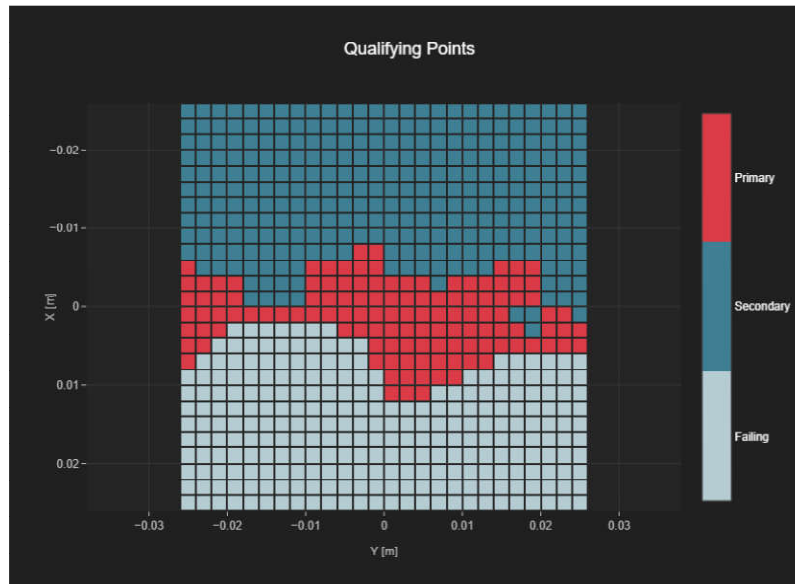 Qualifying Points
−0.02
−0.01
0
0.01
0.02
X [m]
−0.03
−0.02
−0.01
0
0.01
0.02
0.03
Y [m]
Primary
Secondary
Failing